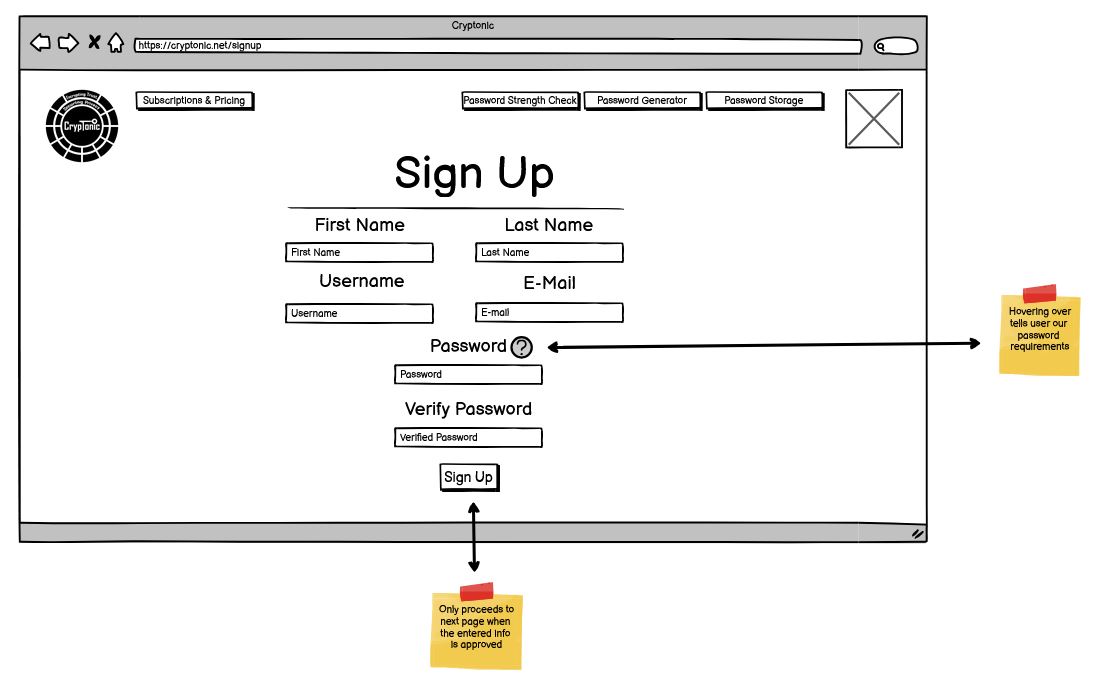 Cryptonic
https://cryptonic.net/signup
Subscriptions & Pricing
Password Strength Check
Password Generator
Password Storage
CrypTonic
Sign Up
First Name
Last Name
First Name
Last Name
Username
E-Mail
Username
E-mail
Password ?
Password
Verify Password
Verified Password
Sign Up
Hovering over
tells user our
password
requirements
Only proceeds to
next page when
the entered info
is approved